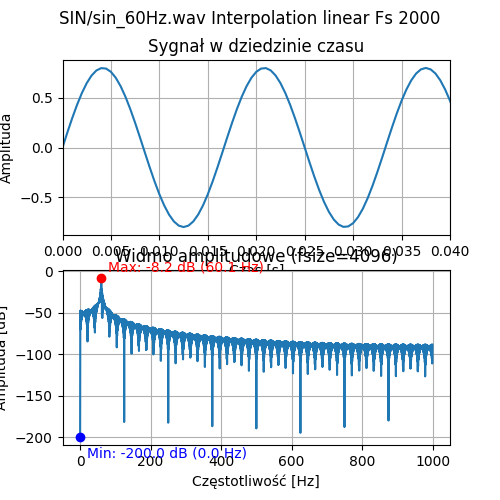 SIN/sin_60Hz.wav Interpolation linear Fs 2000
Sygnał w dziedzinie czasu
Amplituda
0.5
0.0
−0.5
0.000 0.005 0.010 0.015 0.020 0.025 0.030 0.035 0.040
Czas [s]
Widmo amplitudowe (fsize=4096)
Max: -8.2 dB (60.1 Hz)
Amplituda [dB]
0
−50
−100
−150
−200
Min: -200.0 dB (0.0 Hz)
0 200 400 600 800 1000
Częstotliwość [Hz]